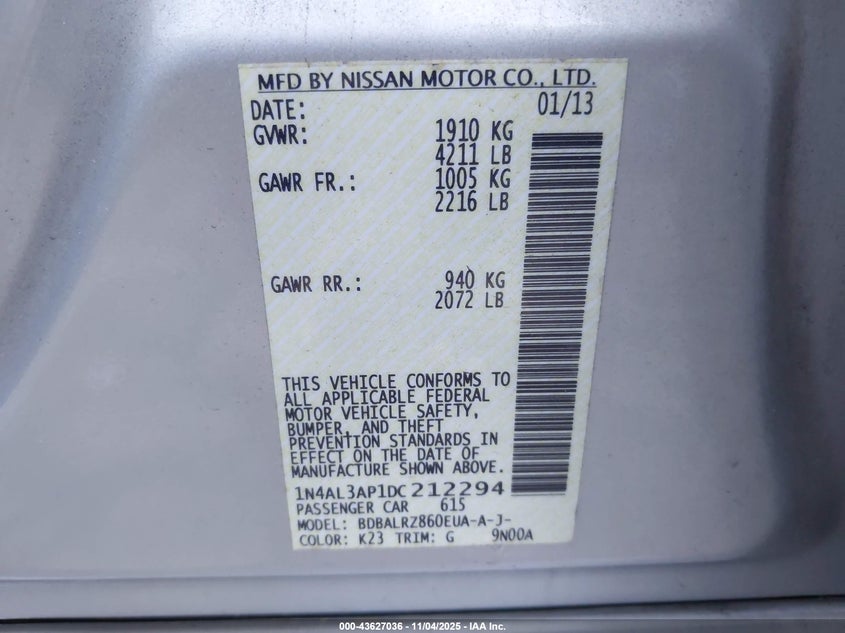 MFD BY NISSAN MOTOR CO., LTD.
DATE: 01/13
GVWR: 1910 KG
4211 LB
GAWR FR.: 1005 KG
2216 LB
GAWR RR.: 940 KG
2072 LB
THIS VEHICLE CONFORMS TO
ALL APPLICABLE FEDERAL
MOTOR VEHICLE SAFETY,
BUMPER, AND THEFT
PREVENTION STANDARDS IN
EFFECT ON THE DATE OF
MANUFACTURE SHOWN ABOVE.
1N4AL3AP1DC212294
PASSENGER CAR 615
MODEL: BDBALRZ860EUA-A-J-
COLOR: K23 TRIM: G 9N00A
000-43627036 - 11/04/2025 - IAA Inc.